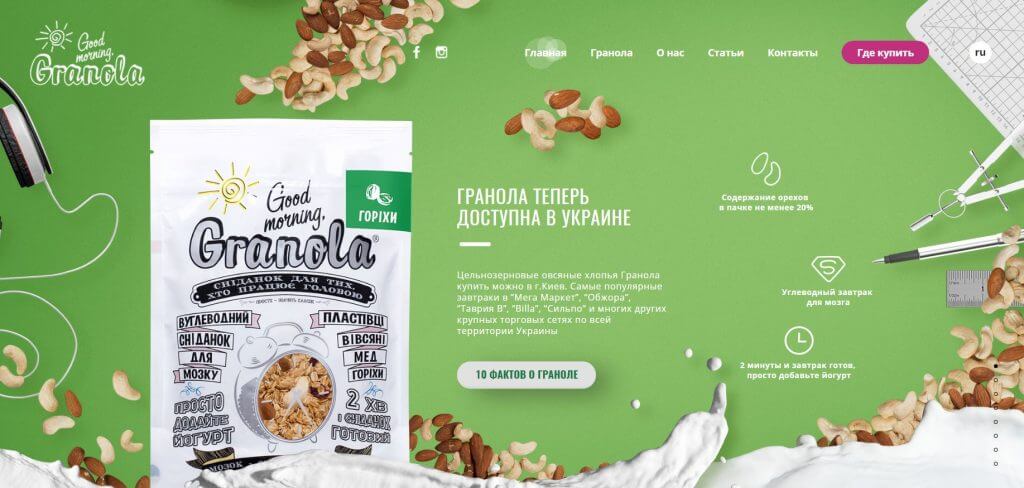 Good
morning,
Granola
Главная
Гранола
О нас
Статьи
Контакты
Где купить
ru
Good
morning,
Granola®
ГОРІХИ
СНІДАНОК ДЛЯ ТИХ,
ХТО ПРАЦЮЄ ГОЛОВОЮ
ВУГЛЕВОДНИЙ
СНІДАНОК
ДЛЯ
МОЗКУ
ПЛАСТІВЦІ
ВІВСЯНІ
МЕД
ГОРІХИ
ПРОСТО
ДОДАЙТЕ
ЙОГУРТ
2 ХВ
І СНІДАНОК
ГОТОВИЙ
МОЗОК
ГРАНОЛА ТЕПЕРЬ
ДОСТУПНА В УКРАИНЕ
Цельнозерновые овсяные хлопья Гранола
купить можно в г.Киев. Самые популярные
завтраки в "Мега Маркет", "Обжора",
"Таврия В", "Billa", "Сильпо" и многих других
крупных торговых сетях по всей
территории Украины
10 ФАКТОВ О ГРАНОЛЕ
Содержание орехов
в пачке не менее 20%
Углеводный завтрак
для мозга
2 минуты и завтрак готов,
просто добавьте йогурт